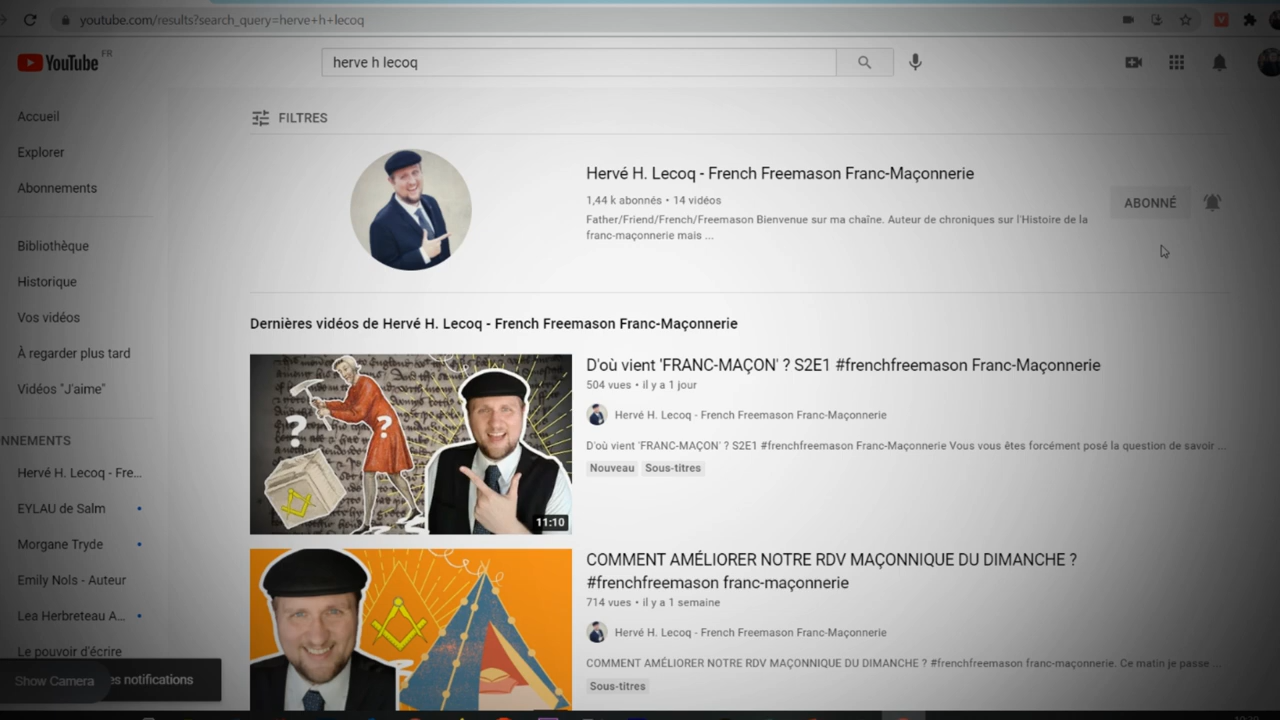 youtube.com/results?search_query=herve+h+lecoq
YouTube FR
herve h lecoq
Accueil
Explorer
Abonnements
Bibliothèque
Historique
Vos vidéos
À regarder plus tard
Vidéos "J'aime"
NNEMENTS
Hervé H. Lecoq - Fre...
EYLAU de Salm
Morgane Tryde
Emily Nols - Auteur
Lea Herbreteau A...
Le pouvoir d'écrire
Show Camera
es notifications
FILTRES
Hervé H. Lecoq - French Freemason Franc-Maçonnerie
1,44 k abonnés • 14 vidéos
Father/Friend/French/Freemason Bienvenue sur ma chaîne. Auteur de chroniques sur l'Histoire de la
franc-maçonnerie mais ...
ABONNÉ
Dernières vidéos de Hervé H. Lecoq - French Freemason Franc-Maçonnerie
? ?
11:10
D'où vient 'FRANC-MAÇON' ? S2E1 #frenchfreemason Franc-Maçonnerie
504 vues • il y a 1 jour
Hervé H. Lecoq - French Freemason Franc-Maçonnerie
D'où vient 'FRANC-MAÇON' ? S2E1 #frenchfreemason Franc-Maçonnerie Vous vous êtes forcément posé la question de savoir ...
Nouveau Sous-titres
COMMENT AMÉLIORER NOTRE RDV MAÇONNIQUE DU DIMANCHE ?
#frenchfreemason franc-maçonnerie
714 vues • il y a 1 semaine
Hervé H. Lecoq - French Freemason Franc-Maçonnerie
COMMENT AMÉLIORER NOTRE RDV MAÇONNIQUE DU DIMANCHE ? #frenchfreemason franc-maçonnerie. Ce matin je passe ...
Sous-titres